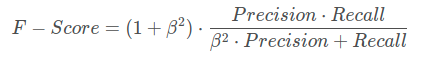 F − Score = (1 + β²) · Precision · Recall / β² · Precision + Recall